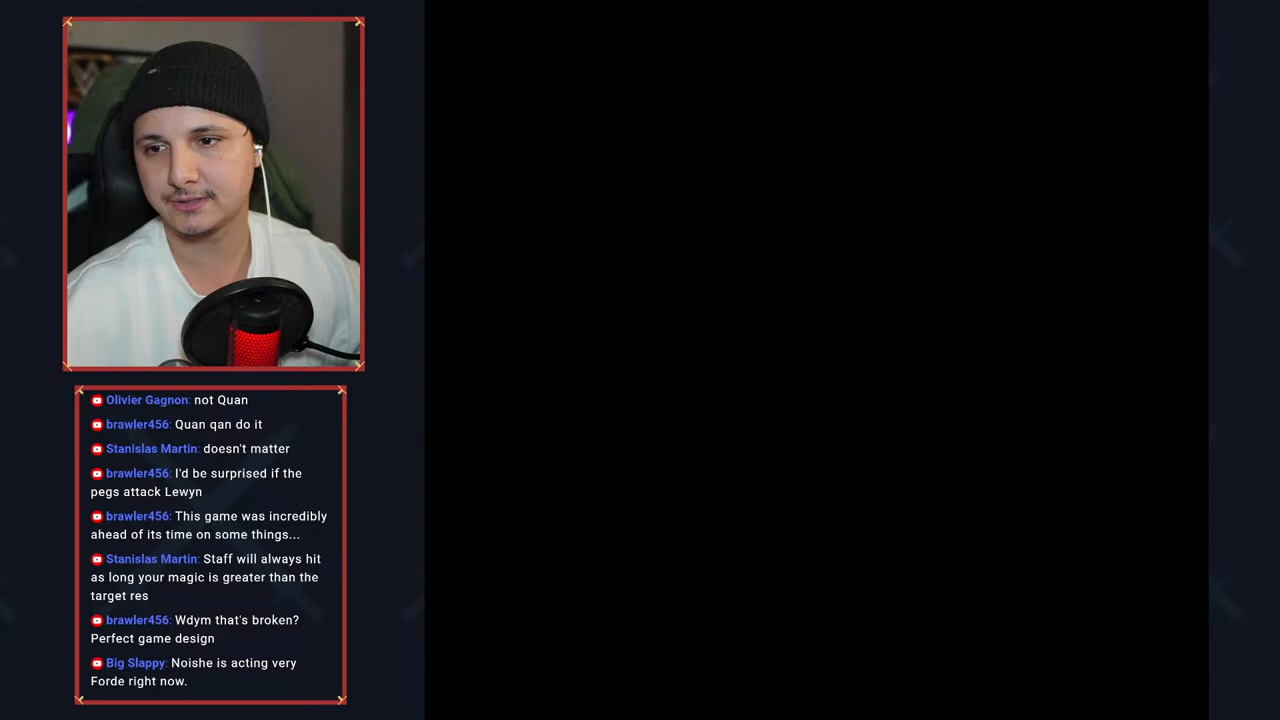 Olivier Gagnon: not Quan
brawler456: Quan qan do it
Stanislas Martin: doesn't matter
brawler456: I'd be surprised if the
pegs attack Lewyn
brawler456: This game was incredibly
ahead of its time on some things...
Stanislas Martin: Staff will always hit
as long your magic is greater than the
target res
brawler456: Wdym that's broken?
Perfect game design
Big Slappy: Noishe is acting very
Forde right now.